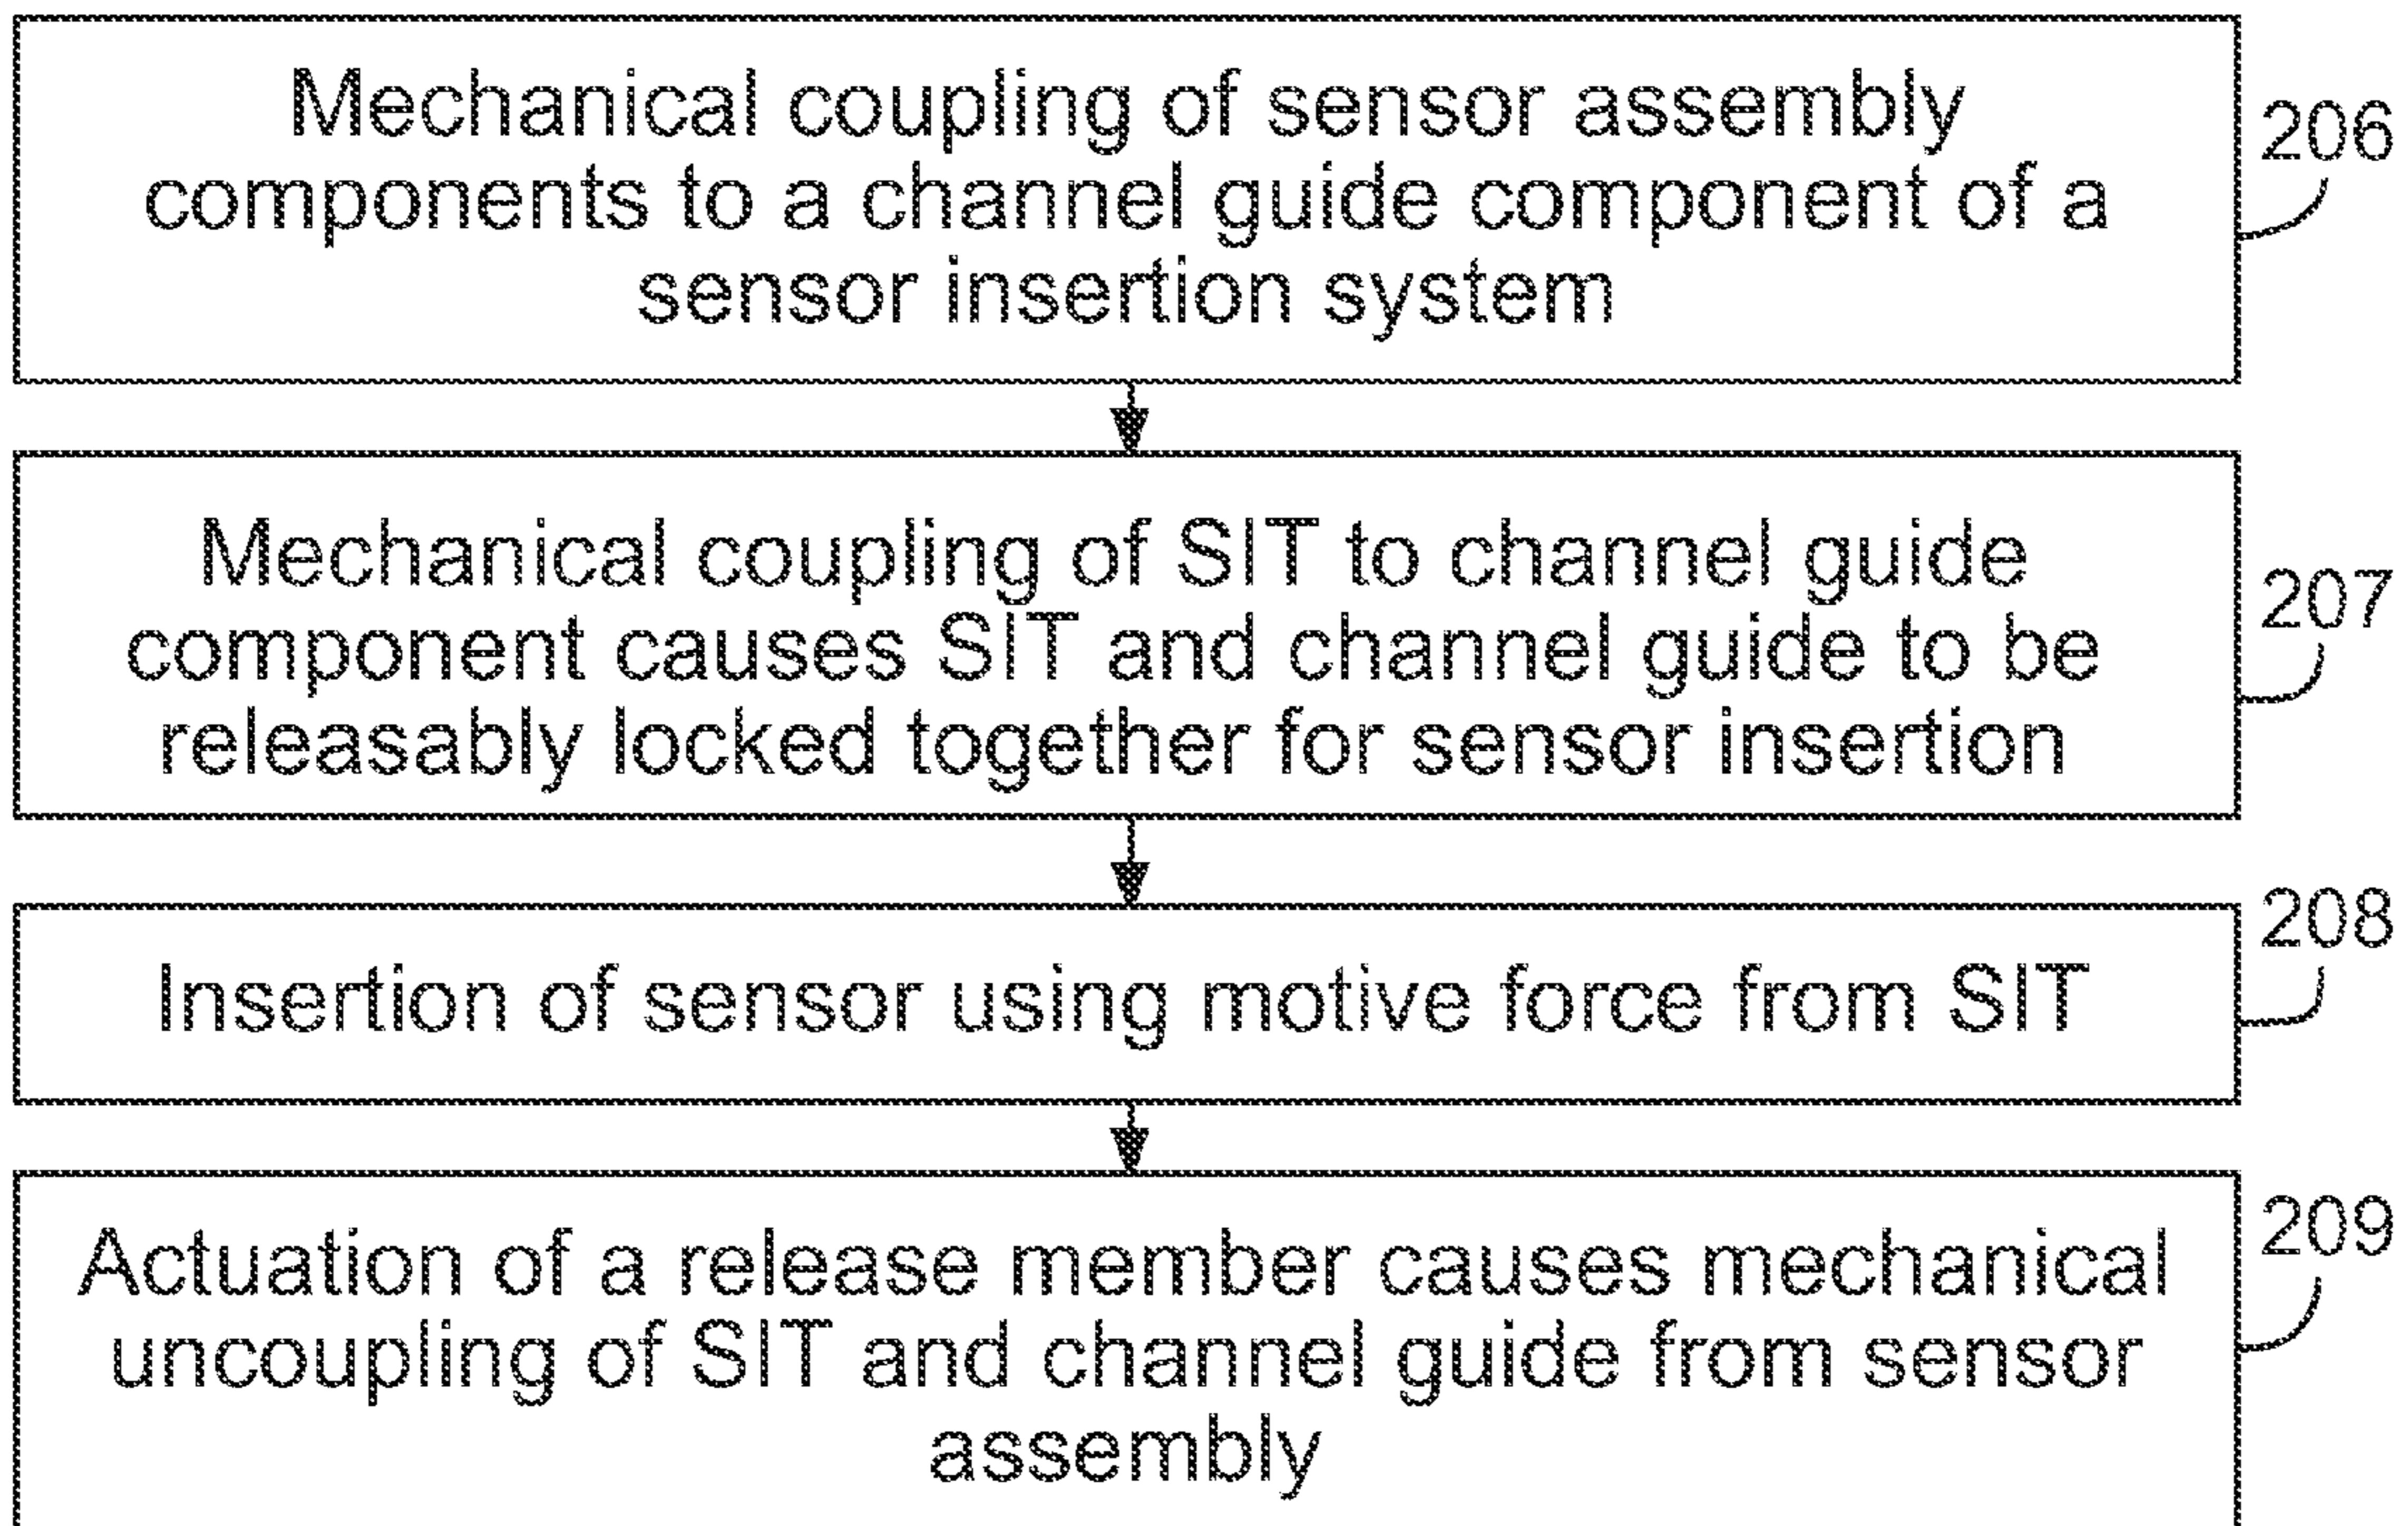 Mechanical coupling of sensor assembly
components to a channel guide component of a
sensor insertion system
206
Mechanical coupling of SIT to channel guide
component causes SIT and channel guide to be
releasably locked together for sensor insertion
207
Insertion of sensor using motive force from SIT
208
Actuation of a release member causes mechanical
uncoupling of SIT and channel guide from sensor
assembly
209